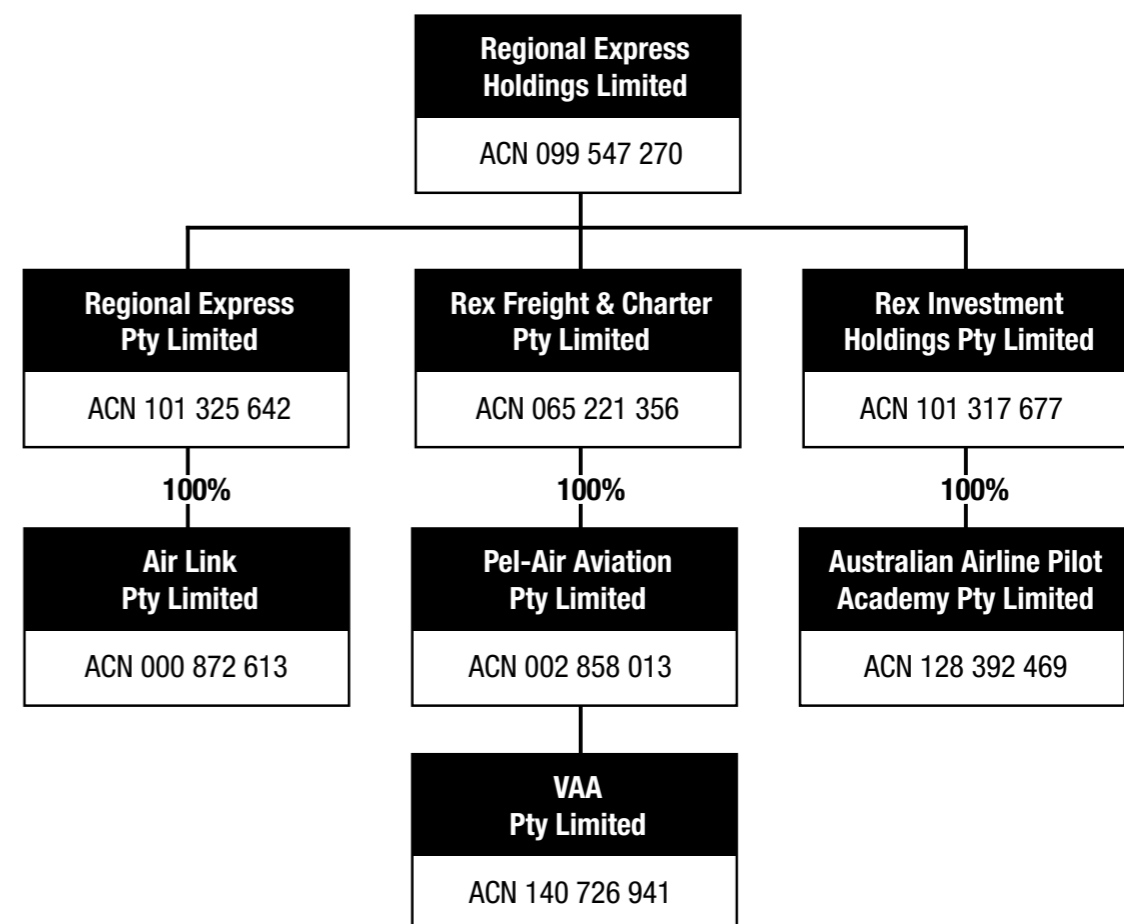 Regional Express
Holdings Limited
ACN 099 547 270
Regional Express
Pty Limited
ACN 101 325 642
Rex Freight & Charter
Pty Limited
ACN 065 221 356
Rex Investment
Holdings Pty Limited
ACN 101 317 677
100%
100%
100%
Air Link
Pty Limited
ACN 000 872 613
Pel-Air Aviation
Pty Limited
ACN 002 858 013
Australian Airline Pilot
Academy Pty Limited
ACN 128 392 469
VAA
Pty Limited
ACN 140 726 941